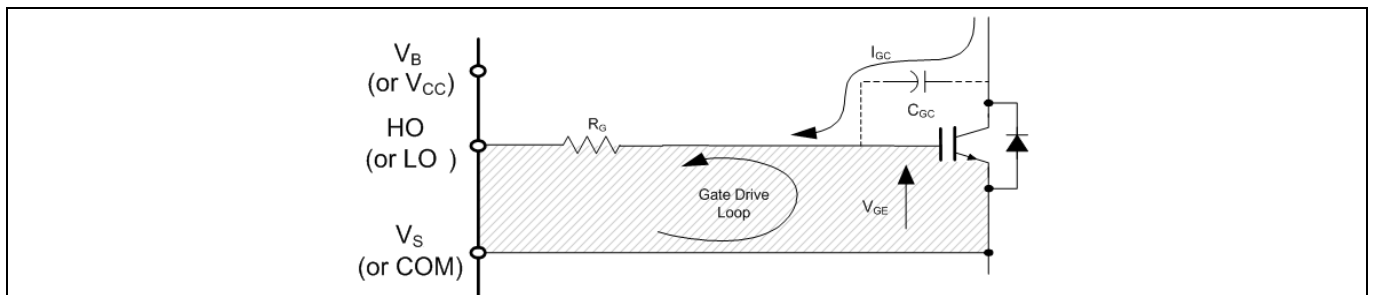 V_B
(or V_CC)
I_GC
C_GC
HO
(or LO )
R_G
Gate Drive
Loop
V_GE
V_S
(or COM)